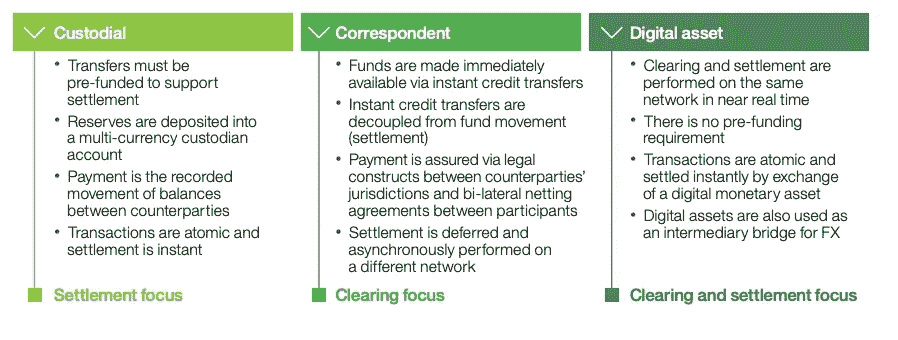 Custodial
• Transfers must be
pre-funded to support
settlement
• Reserves are deposited into
a multi-currency custodian
account
• Payment is the recorded
movement of balances
between counterparties
• Transactions are atomic and
settlement is instant
Settlement focus
Correspondent
• Funds are made immediately
available via instant credit transfers
• Instant credit transfers are
decoupled from fund movement
(settlement)
• Payment is assured via legal
constructs between counterparties’
jurisdictions and bi-lateral netting
agreements between participants
• Settlement is deferred and
asynchronously performed on
a different network
Clearing focus
Digital asset
• Clearing and settlement are
performed on the same
network in near real time
• There is no pre-funding
requirement
• Transactions are atomic and
settled instantly by exchange
of a digital monetary asset
• Digital assets are also used as
an intermediary bridge for FX
Clearing and settlement focus